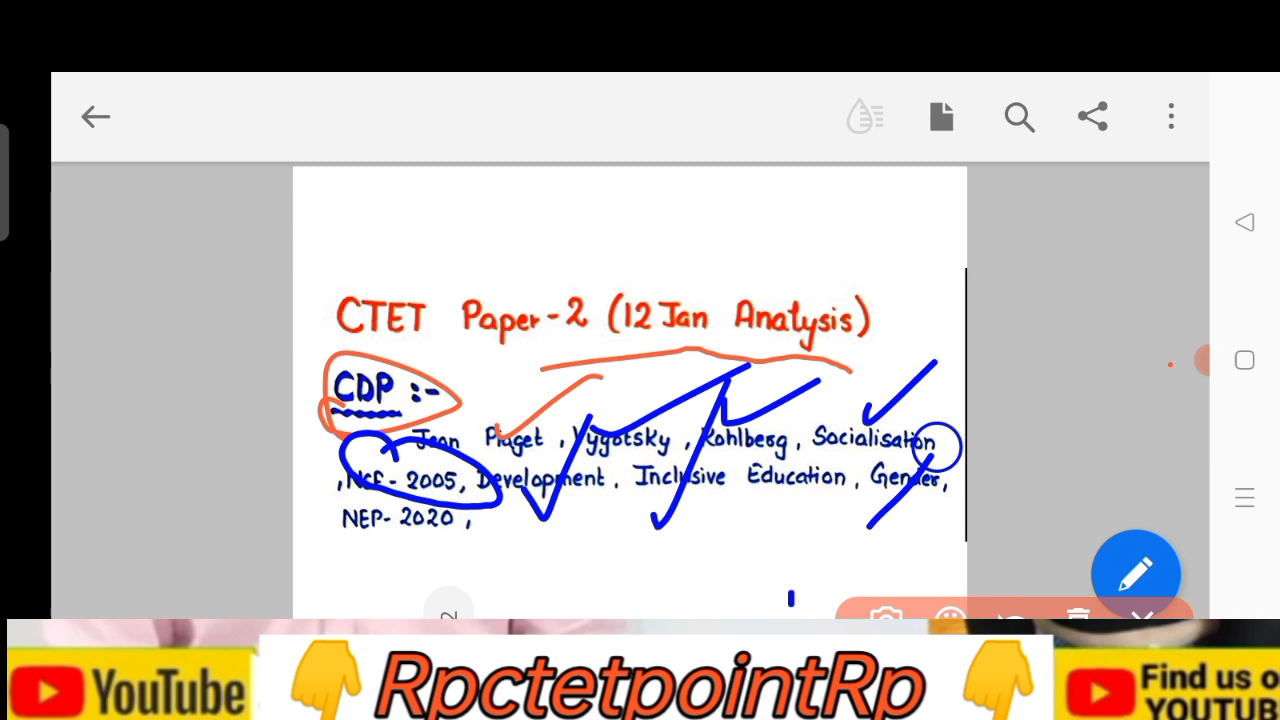 CTET Paper-2 (12 Jan Analysis)
CDP :-
Jean Piaget , Vygotsky , Kohlberg , Socialisation
, NCF - 2005, Development , Inclusive Education , Gender,
NEP- 2020 ,
2
YouTube
RpctetpointRp
Find us o
YOUTUB